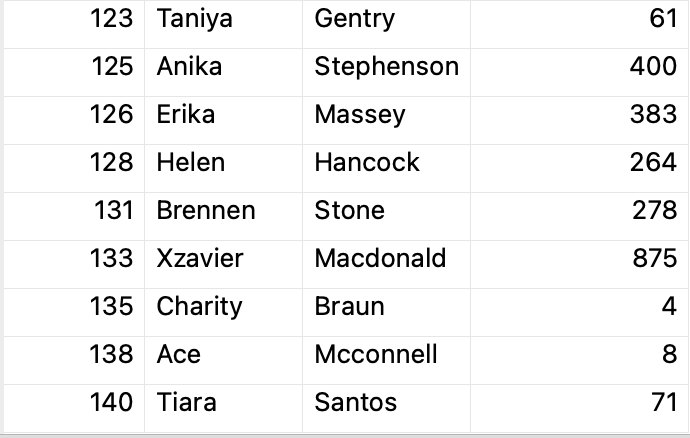 123 Taniya Gentry 61
125 Anika Stephenson 400
126 Erika Massey 383
128 Helen Hancock 264
131 Brennen Stone 278
133 Xzavier Macdonald 875
135 Charity Braun 4
138 Ace Mcconnell 8
140 Tiara Santos 71